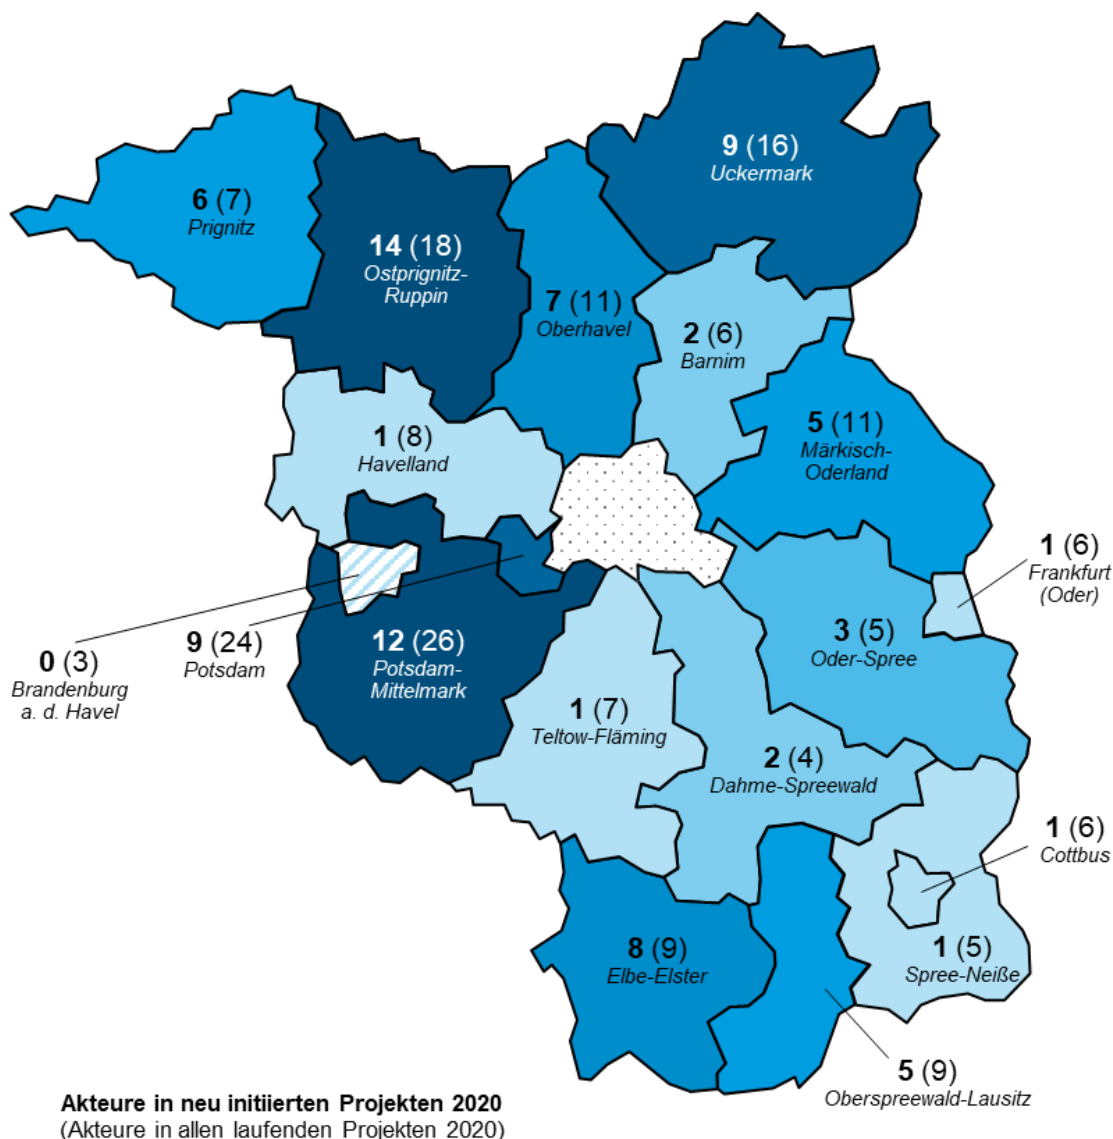 9 (16)
Uckermark
6 (7)
Prignitz
14 (18)
Ostprignitz-
Ruppin
7 (11)
Oberhavel
2 (6)
Barnim
1 (8)
Havelland
5 (11)
Märkisch-
Oderland
1 (6)
Frankfurt
(Oder)
0 (3)
Brandenburg
a. d. Havel
9 (24)
Potsdam
12 (26)
Potsdam-
Mittelmark
3 (5)
Oder-Spree
1 (7)
Teltow-Fläming
2 (4)
Dahme-Spreewald
1 (6)
Cottbus
8 (9)
Elbe-Elster
1 (5)
Spree-Neiße
5 (9)
Oberspreewald-Lausitz
Akteure in neu initiierten Projekten 2020
(Akteure in allen laufenden Projekten 2020)